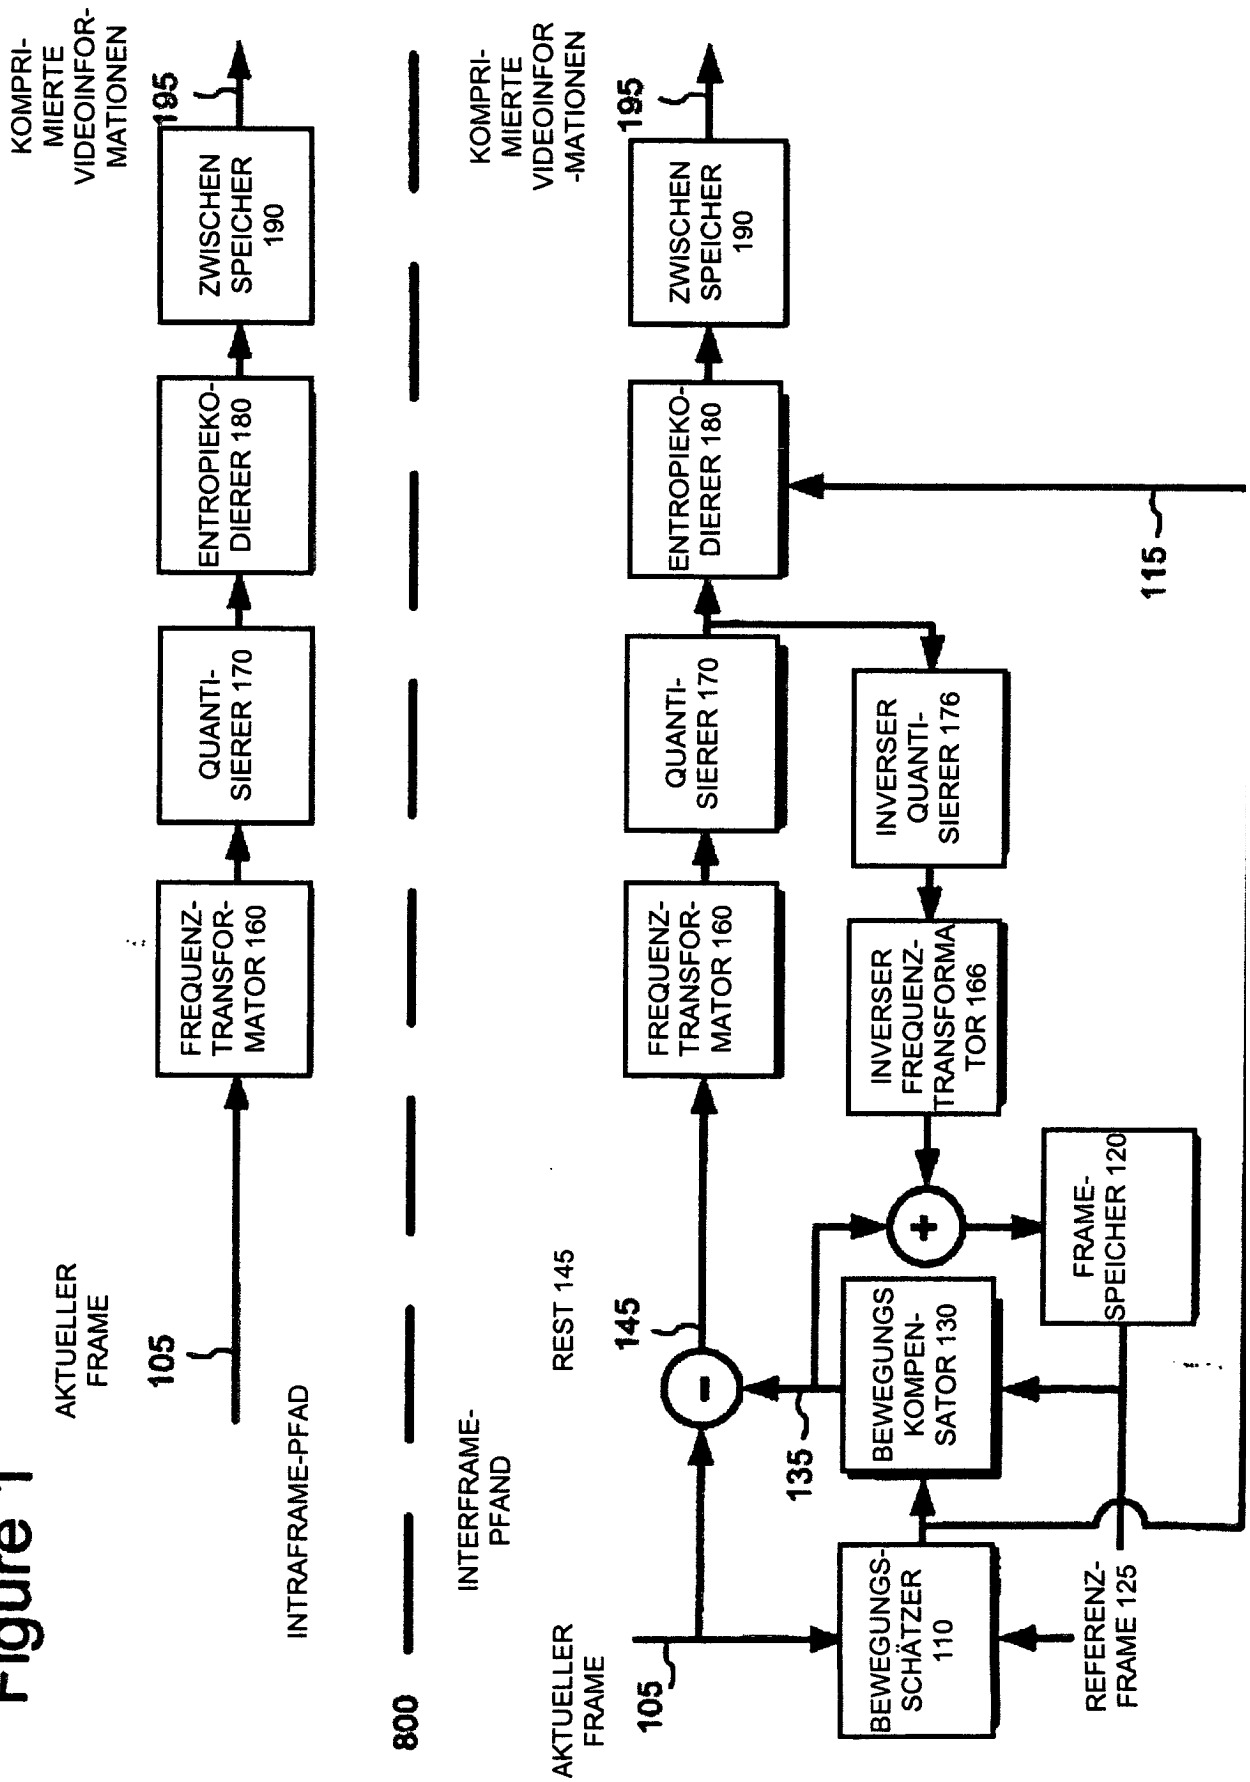 Figure 1
AKTUELLER
FRAME
105
INTRAFRAME-PFAD
FREQUENZ-
TRANSFOR-
MATOR 160
QUANTI-
SIERER 170
ENTROPIEKO-
DIERER 180
ZWISCHEN
SPEICHER
190
195
KOMPRI-
MIERTE
VIDEOINFOR-
MATIONEN
800
INTERFRAME-
PFAND
AKTUELLER
FRAME
105
REST 145
145
FREQUENZ-
TRANSFOR-
MATOR 160
QUANTI-
SIERER 170
ENTROPIEKO-
DIERER 180
ZWISCHEN
SPEICHER
190
195
KOMPRI-
MIERTE
VIDEOINFOR
-MATIONEN
-
135
+
BEWEGUNGS-
SCHÄTZER
110
BEWEGUNGS
KOMPEN-
SATOR 130
INVERSER
FREQUENZ-
TRANSFORMA
TOR 166
INVERSER
QUANTI-
SIERER 176
FRAME-
SPEICHER 120
REFERENZ-
FRAME 125
115